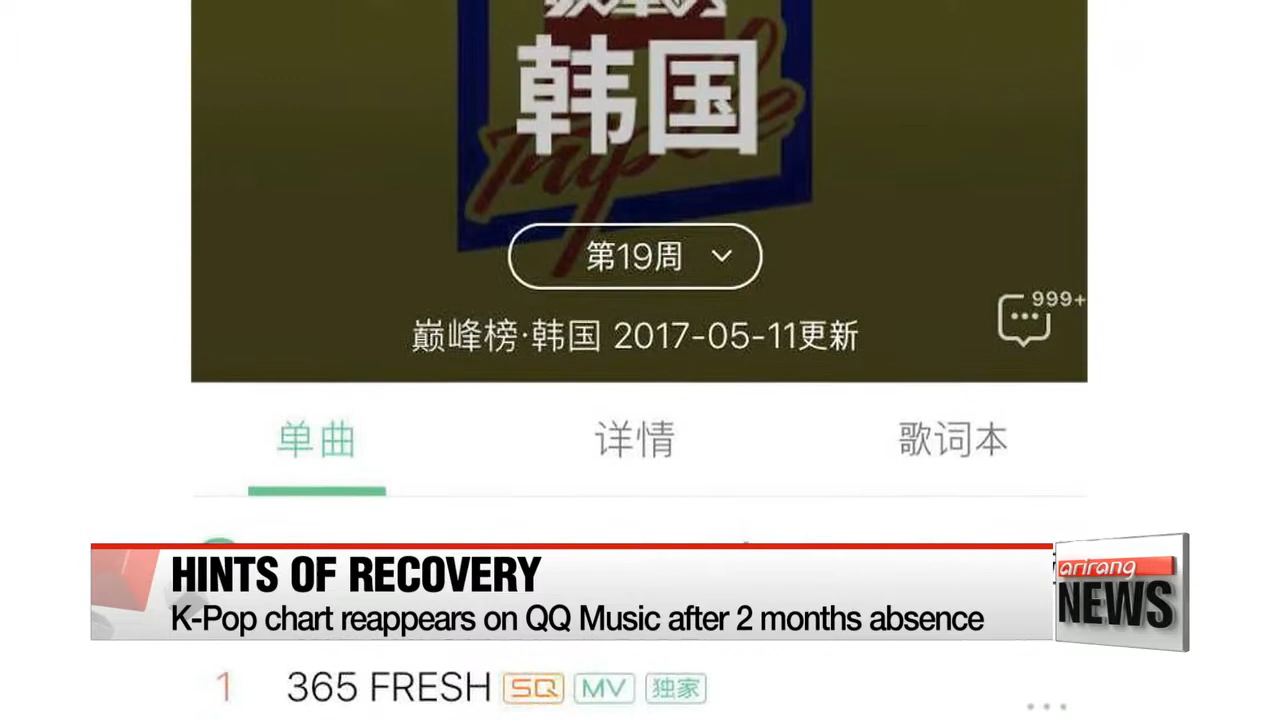 韩国
Triple
第19周
999+
巅峰榜·韩国 2017-05-11更新
单曲 详情 歌词本
HINTS OF RECOVERY
K-Pop chart reappears on QQ Music after 2 months absence
arirang
NEWS
1 365 FRESH SQ MV 独家